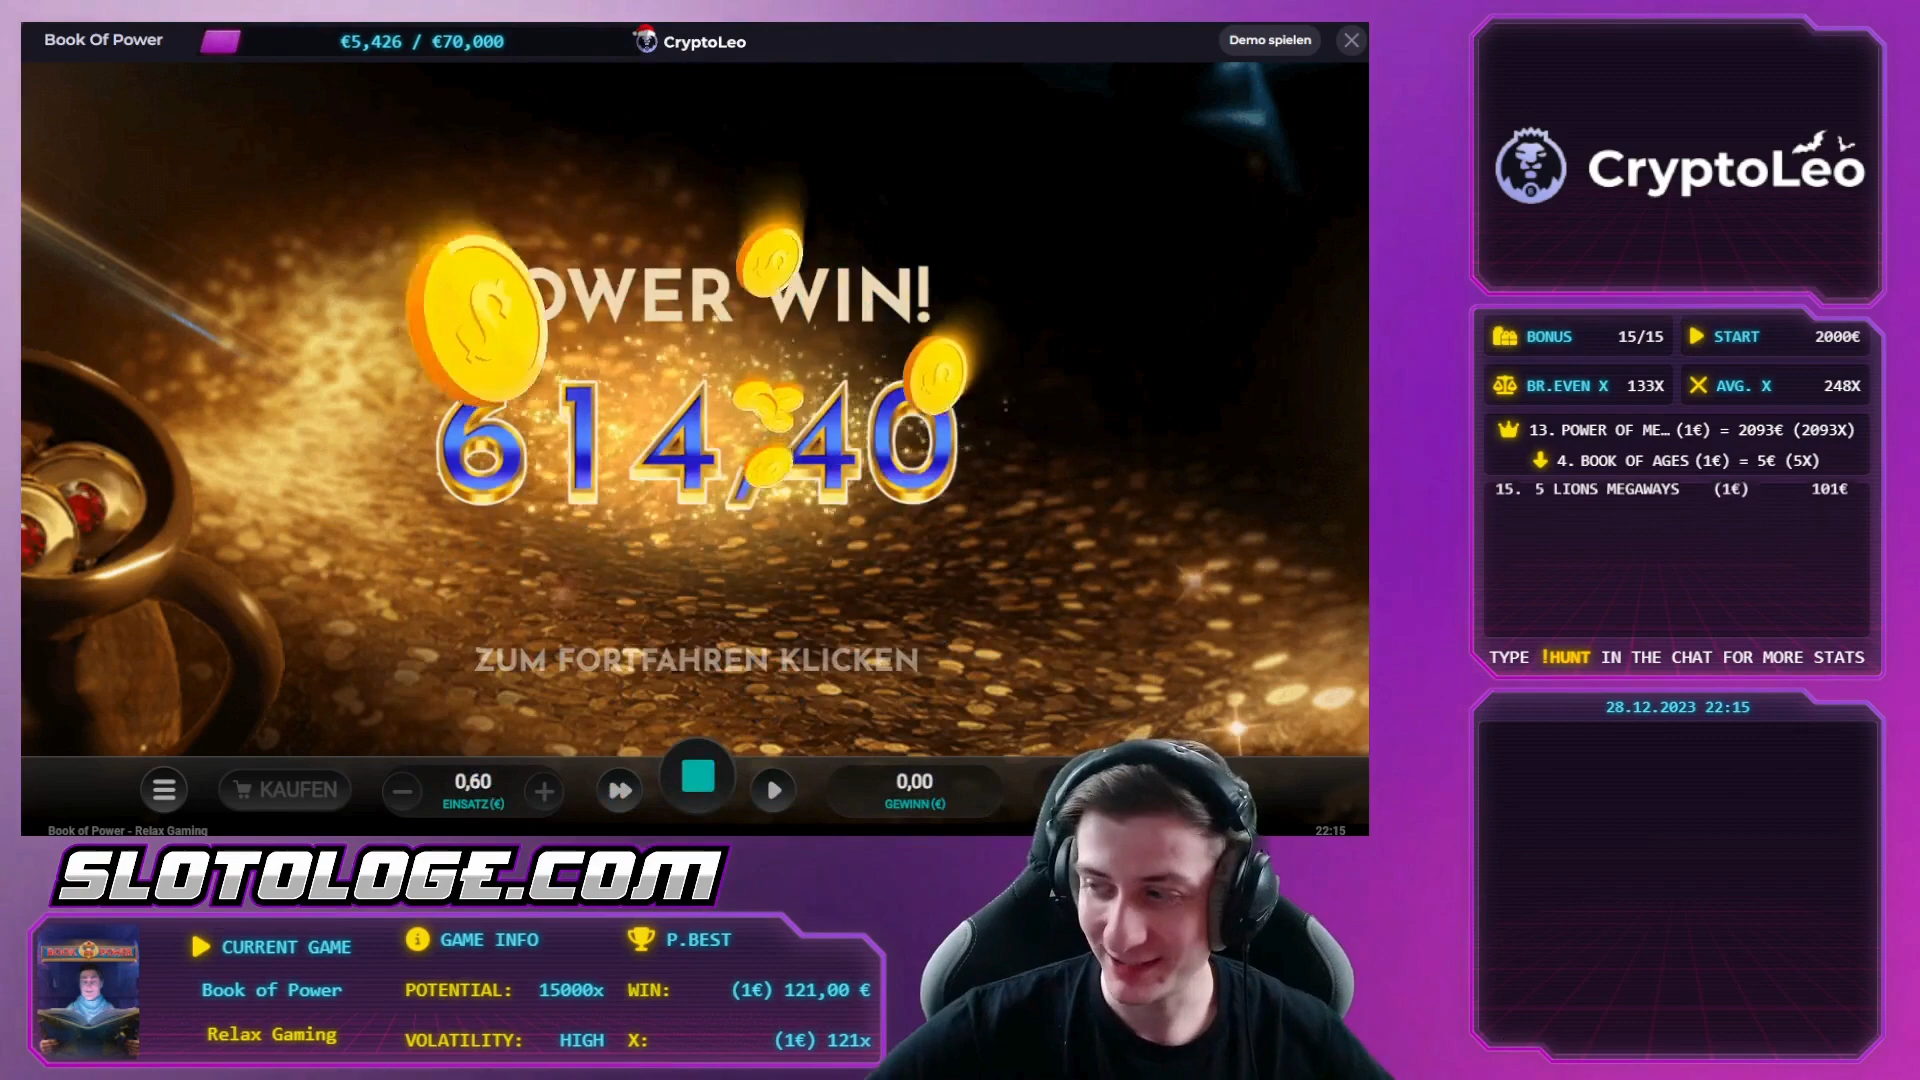 Book Of Power
€5,426 / €70,000
CryptoLeo
Demo spielen
POWER WIN!
614,40
ZUM FORTFAHREN KLICKEN
KAUFEN
0,60
EINSATZ(€)
0,00
GEWINN(€)
Book of Power - Relax Gaming
22:15
SLOTOLOGE.COM
CURRENT GAME
Book of Power
Relax Gaming
GAME INFO
POTENTIAL: 15000x
VOLATILITY: HIGH
P.BEST
WIN: (1€) 121,00 €
X: (1€) 121x
CryptoLeo
BONUS 15/15
START 2000€
BR.EVEN X 133X
AVG. X 248X
13. POWER OF ME… (1€) = 2093€ (2093X)
4. BOOK OF AGES (1€) = 5€ (5X)
15. 5 LIONS MEGAWAYS (1€) 101€
TYPE !HUNT IN THE CHAT FOR MORE STATS
28.12.2023 22:15